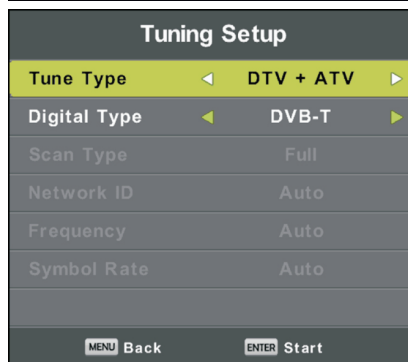 Tuning Setup
Tune Type DTV + ATV
Digital Type DVB-T
Scan Type Full
Network ID Auto
Frequency Auto
Symbol Rate Auto
MENU Back ENTER Start